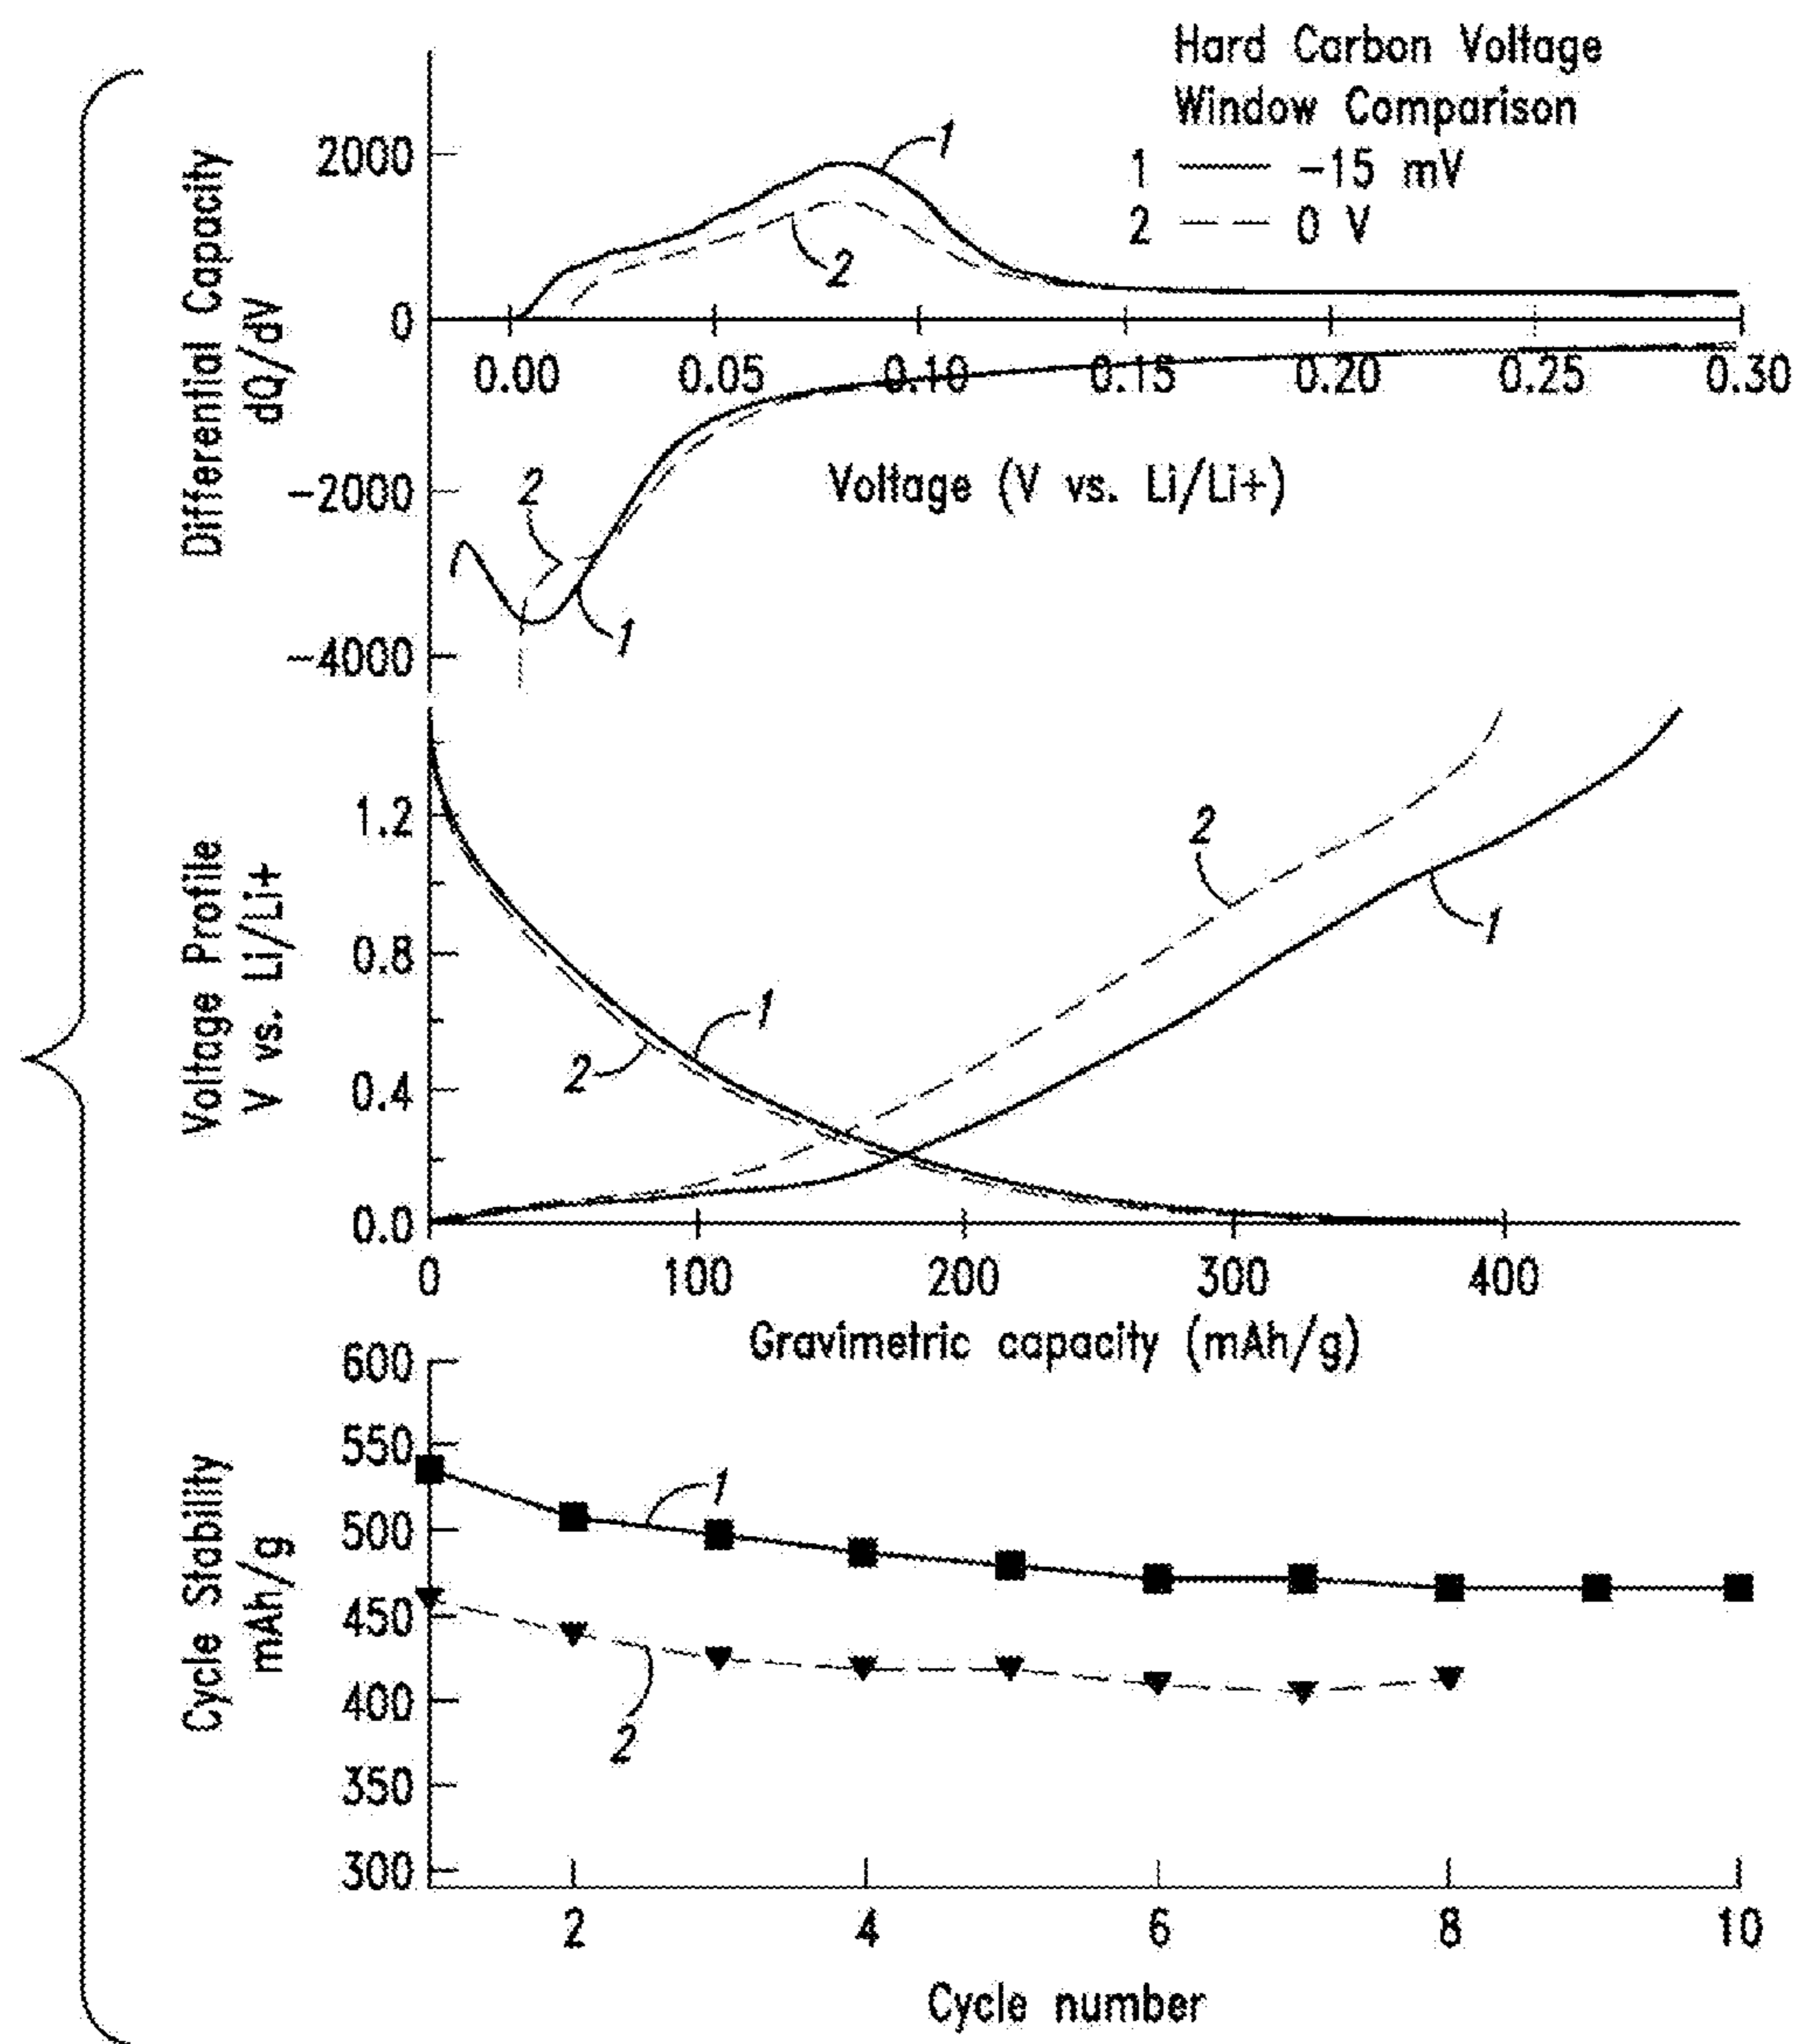 Hard Carbon Voltage
Window Comparison
1 -15 mV
2 0 V
Differential Capacity
dQ/dV
2000
0
-2000
-4000
1
2
0.00 0.05 0.10 0.15 0.20 0.25 0.30
Voltage (V vs. Li/Li+)
2
1
Voltage Profile
V vs. Li/Li+
1.2
0.8
0.4
0.0
2
1
1
2
0 100 200 300 400
Gravimetric capacity (mAh/g)
Cycle Stability
mAh/g
600
550
500
450
400
350
300
1
2
2 4 6 8 10
Cycle number